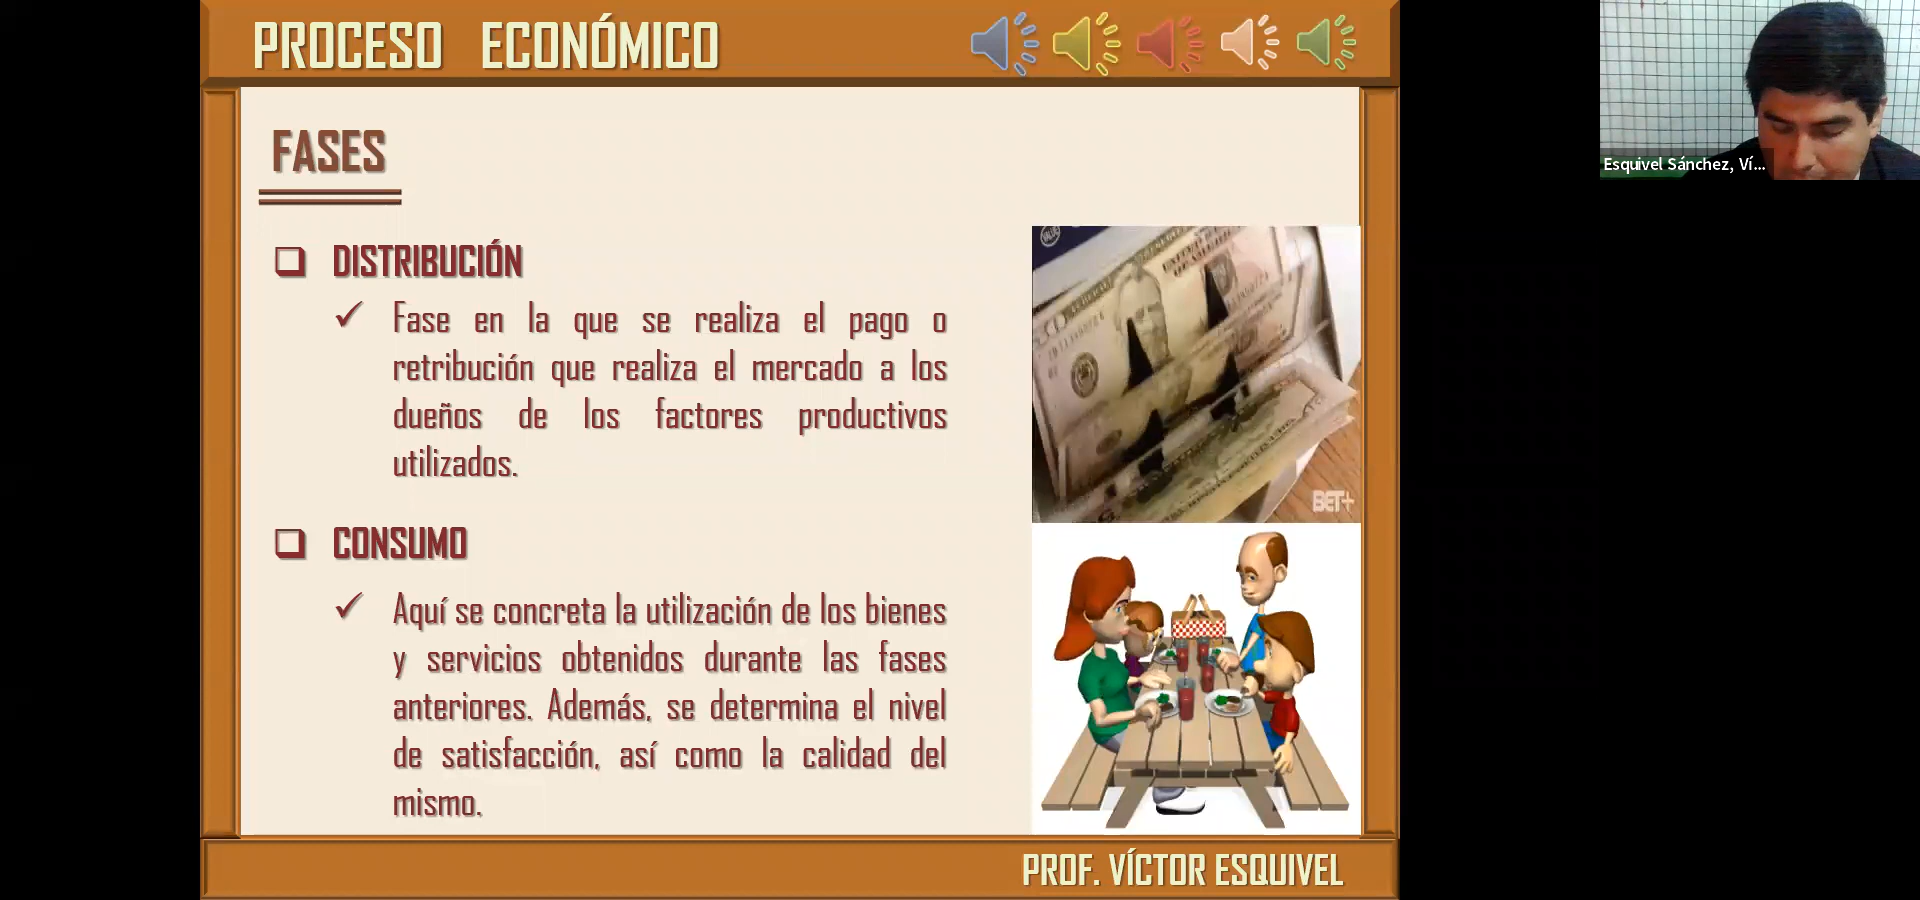 PROCESO ECONÓMICO
FASES
DISTRIBUCIÓN
Fase en la que se realiza el pago o
retribución que realiza el mercado a los
dueños de los factores productivos
utilizados.
CONSUMO
Aquí se concreta la utilización de los bienes
y servicios obtenidos durante las fases
anteriores. Además, se determina el nivel
de satisfacción, así como la calidad del
mismo.
BET+
PROF. VÍCTOR ESQUIVEL
Esquivel Sánchez, Ví...